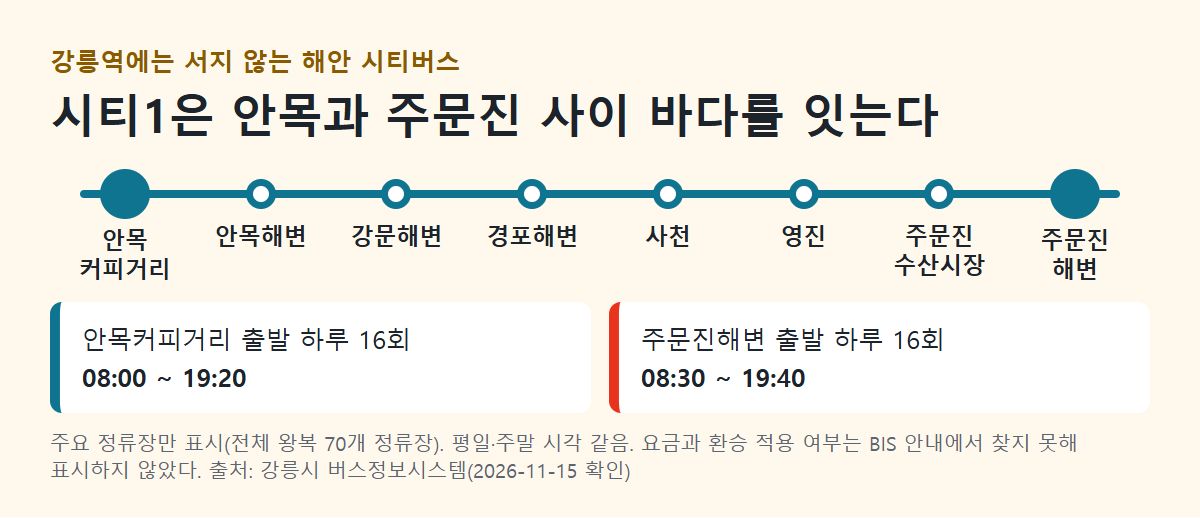 강릉역에는 서지 않는 해안 시티버스
시티1은 안목과 주문진 사이 바다를 잇는다
안목
커피거리
안목해변
강문해변
경포해변
사천
영진
주문진
수산시장
주문진
해변
안목커피거리 출발 하루 16회
08:00 ~ 19:20
주문진해변 출발 하루 16회
08:30 ~ 19:40
주요 정류장만 표시(전체 왕복 70개 정류장). 평일·주말 시각 같음. 요금과 환승 적용 여부는 BIS 안내에서 찾지 못해
표시하지 않았다. 출처: 강릉시 버스정보시스템(2026-11-15 확인)